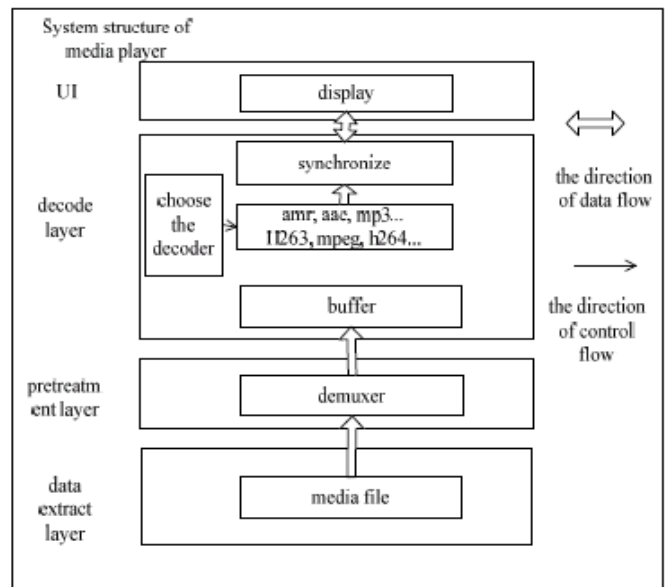 System structure of
media player
UI
display
synchronize
decode
layer
choose
the
decoder
amr, aac, mp3...
H263, mpeg, h264...
buffer
pretreatm
ent layer
demuxer
data
extract
layer
media file
the direction
of data flow
the direction
of control
flow